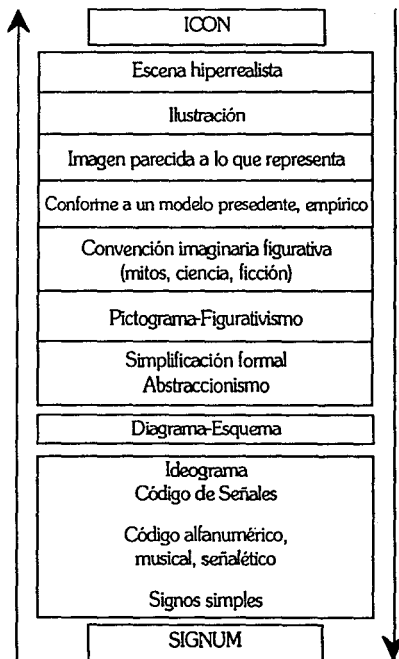 ICON
Escena hiperrealista
Ilustración
Imagen parecida a lo que representa
Conforme a un modelo presedente, empírico
Convención imaginaria figurativa
(mitos, ciencia, ficción)
Pictograma-Figurativismo
Simplificación formal
Abstraccionismo
Diagrama-Esquema
Ideograma
Código de Señales
Código alfanumérico,
musical, señalético
Signos simples
SIGNUM